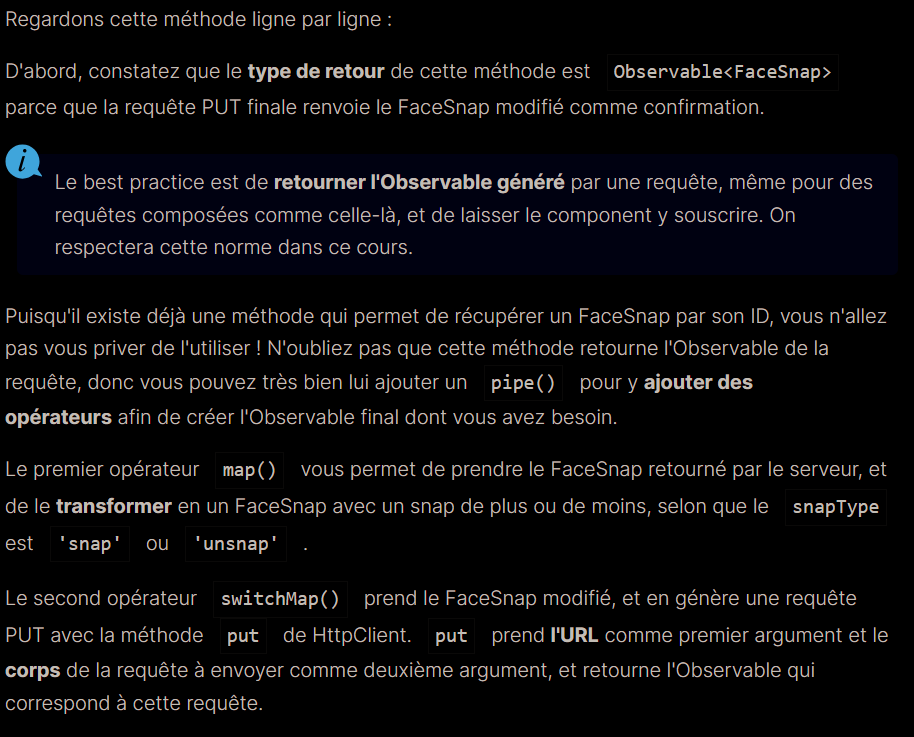 Regardons cette méthode ligne par ligne :
D'abord, constatez que le type de retour de cette méthode est Observable<FaceSnap>
parce que la requête PUT finale renvoie le FaceSnap modifié comme confirmation.
i
Le best practice est de retourner l'Observable généré par une requête, même pour des
requêtes composées comme celle-là, et de laisser le component y souscrire. On
respectera cette norme dans ce cours.
Puisqu'il existe déjà une méthode qui permet de récupérer un FaceSnap par son ID, vous n'allez
pas vous priver de l'utiliser ! N'oubliez pas que cette méthode retourne l'Observable de la
requête, donc vous pouvez très bien lui ajouter un pipe() pour y ajouter des
opérateurs afin de créer l'Observable final dont vous avez besoin.
Le premier opérateur map() vous permet de prendre le FaceSnap retourné par le serveur, et
de le transformer en un FaceSnap avec un snap de plus ou de moins, selon que le snapType
est 'snap' ou 'unsnap' .
Le second opérateur switchMap() prend le FaceSnap modifié, et en génère une requête
PUT avec la méthode put de HttpClient. put prend l'URL comme premier argument et le
corps de la requête à envoyer comme deuxième argument, et retourne l'Observable qui
correspond à cette requête.